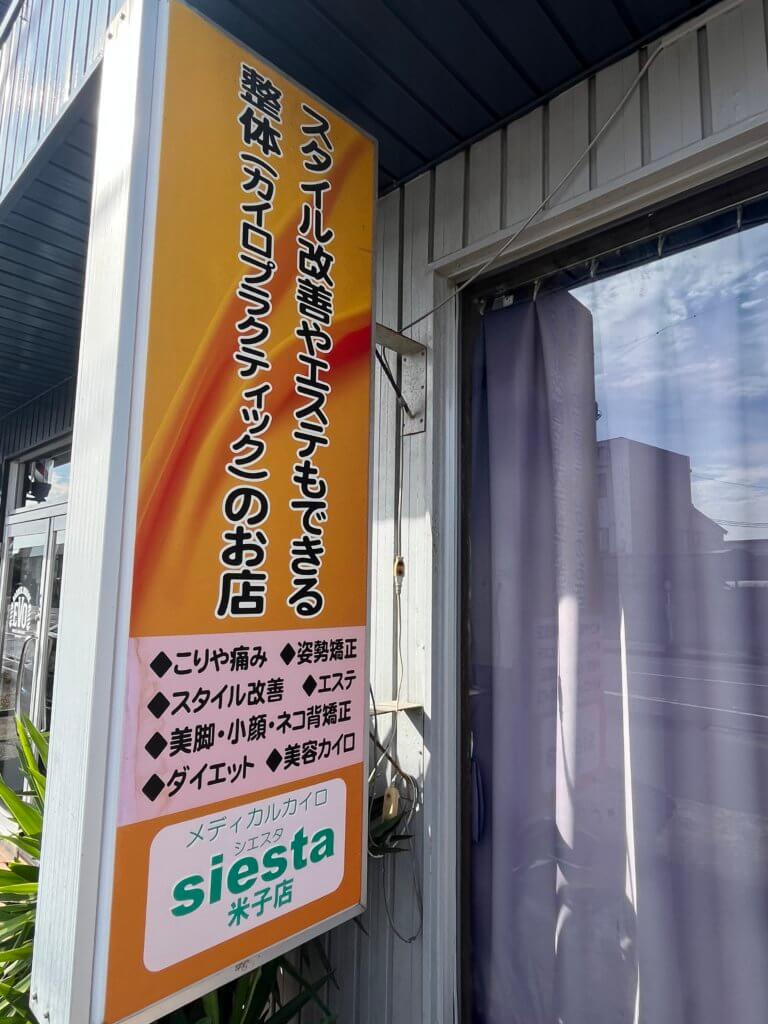 スタイル改善やエステもできる
整体(カイロプラクティック)のお店
◆こりや痛み ◆姿勢矯正
◆スタイル改善 ◆エステ
◆美脚・小顔・ネコ背矯正
◆ダイエット ◆美容カイロ
メディカルカイロ
シエスタ
siesta
米子店